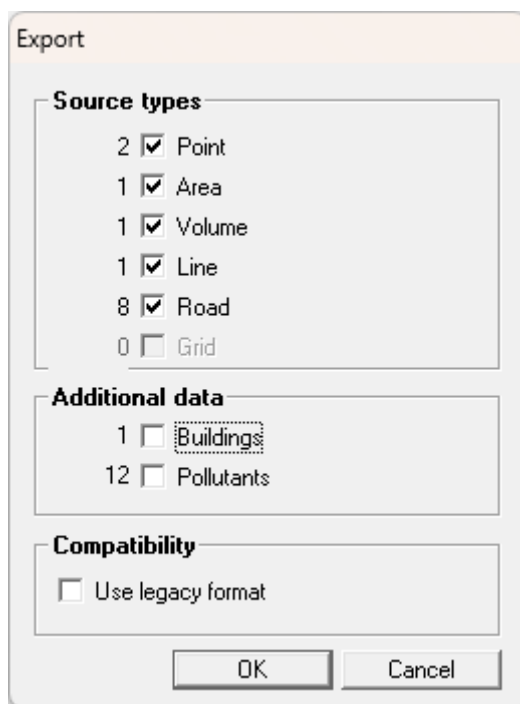 Export
Source types
2 Point
1 Area
1 Volume
1 Line
8 Road
0 Grid
Additional data
1 Buildings
12 Pollutants
Compatibility
Use legacy format
OK Cancel